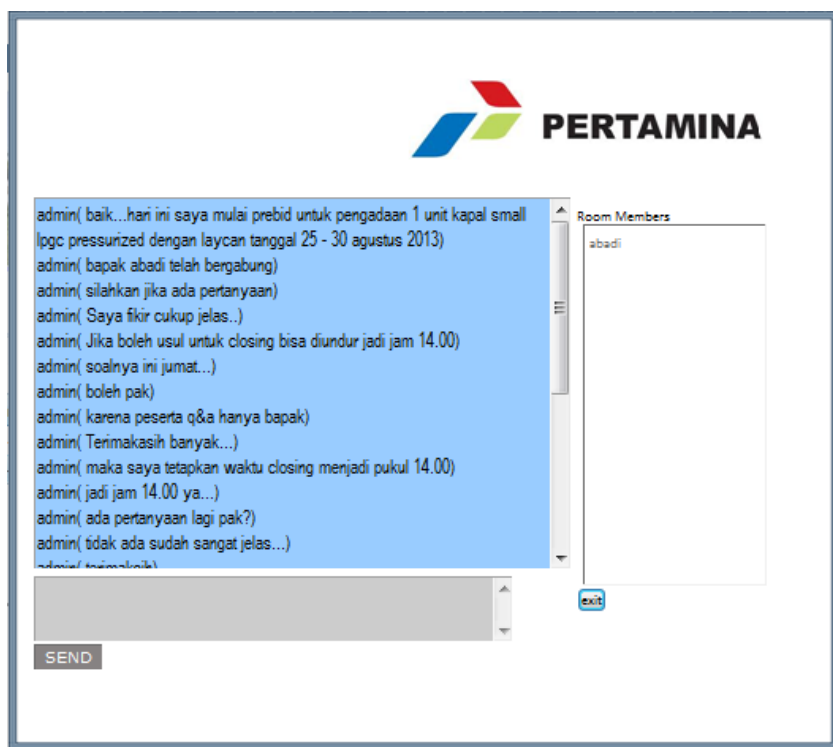 PERTAMINA
admin( baik...hari ini saya mulai prebid untuk pengadaan 1 unit kapal small
lpgc pressurized dengan laycan tanggal 25 - 30 agustus 2013)
admin( bapak abadi telah bergabung)
admin( silahkan jika ada pertanyaan)
admin( Saya fikir cukup jelas..)
admin( Jika boleh usul untuk closing bisa diundur jadi jam 14.00)
admin( soalnya ini jumat...)
admin( boleh pak)
admin( karena peserta q&a hanya bapak)
admin( Terimakasih banyak...)
admin( maka saya tetapkan waktu closing menjadi pukul 14.00)
admin( jadi jam 14.00 ya...)
admin( ada pertanyaan lagi pak?)
admin( tidak ada sudah sangat jelas...)
admin( terimaksih)
Room Members
abadi
exit
SEND